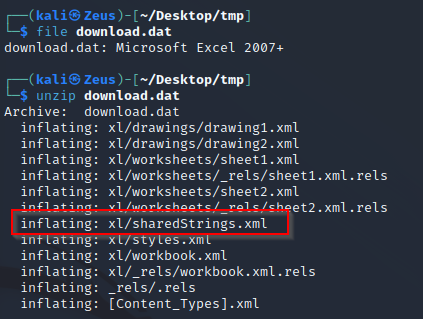 ┌──(kali㉿Zeus)-[~/Desktop/tmp]
└─$ file download.dat
download.dat: Microsoft Excel 2007+
┌──(kali㉿Zeus)-[~/Desktop/tmp]
└─$ unzip download.dat
Archive:  download.dat
  inflating: xl/drawings/drawing1.xml
  inflating: xl/drawings/drawing2.xml
  inflating: xl/worksheets/sheet1.xml
  inflating: xl/worksheets/_rels/sheet1.xml.rels
  inflating: xl/worksheets/sheet2.xml
  inflating: xl/worksheets/_rels/sheet2.xml.rels
  inflating: xl/sharedStrings.xml
  inflating: xl/styles.xml
  inflating: xl/workbook.xml
  inflating: xl/_rels/workbook.xml.rels
  inflating: _rels/.rels
  inflating: [Content_Types].xml